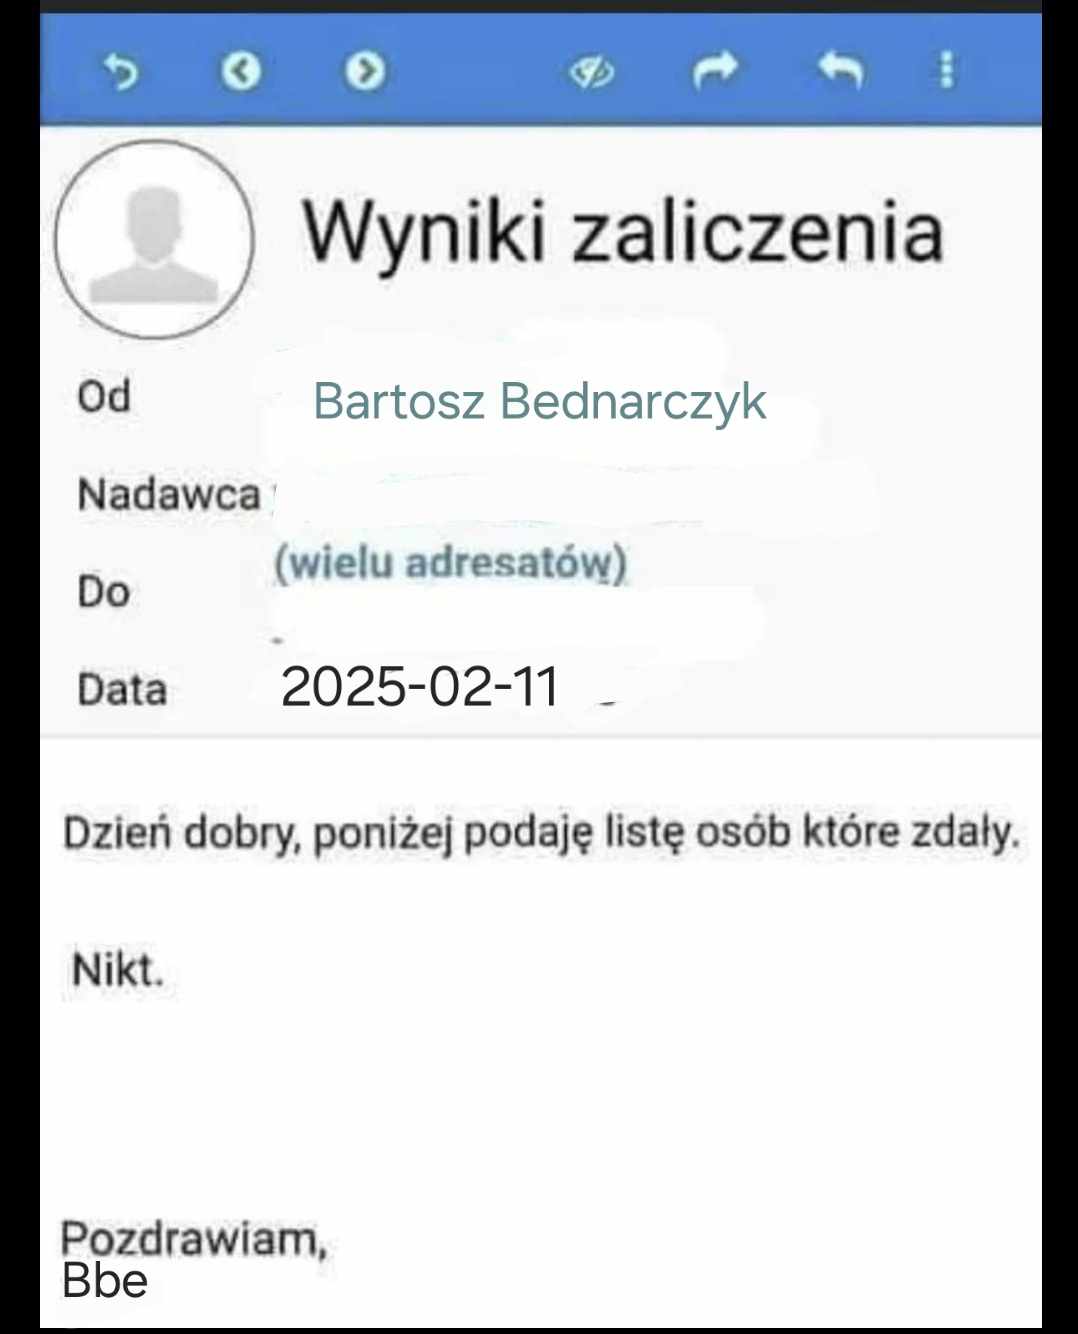 Wyniki zaliczenia
Od Bartosz Bednarczyk
Nadawca
Do (wielu adresatów)
Data 2025-02-11
Dzień dobry, poniżej podaję listę osób które zdały.
Nikt.
Pozdrawiam,
Bbe